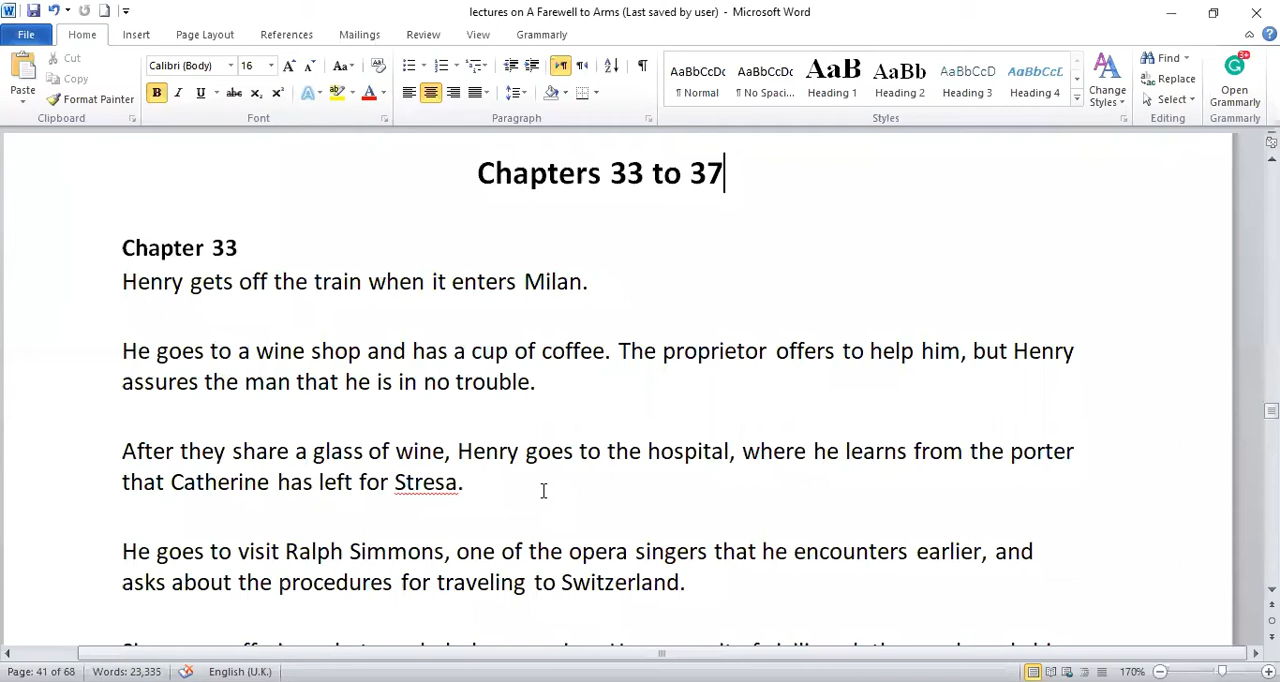 lectures on A Farewell to Arms (Last saved by user) - Microsoft Word
File Home Insert Page Layout References Mailings Review View Grammarly
Paste Cut Copy Format Painter Clipboard
Calibri (Body) 16 Font
Paragraph
AaBbCcDc ¶ Normal
AaBbCcDc ¶ No Spaci...
AaB Heading 1
AaBb Heading 2
AaBbCcD Heading 3
AaBbCcL Heading 4
Change Styles
Styles
Find Replace Select Editing
Open Grammarly Grammarly
Chapters 33 to 37
Chapter 33
Henry gets off the train when it enters Milan.
He goes to a wine shop and has a cup of coffee. The proprietor offers to help him, but Henry
assures the man that he is in no trouble.
After they share a glass of wine, Henry goes to the hospital, where he learns from the porter
that Catherine has left for Stresa.
He goes to visit Ralph Simmons, one of the opera singers that he encounters earlier, and
asks about the procedures for traveling to Switzerland.
Page: 41 of 68 Words: 23,335 English (U.K.) 170%